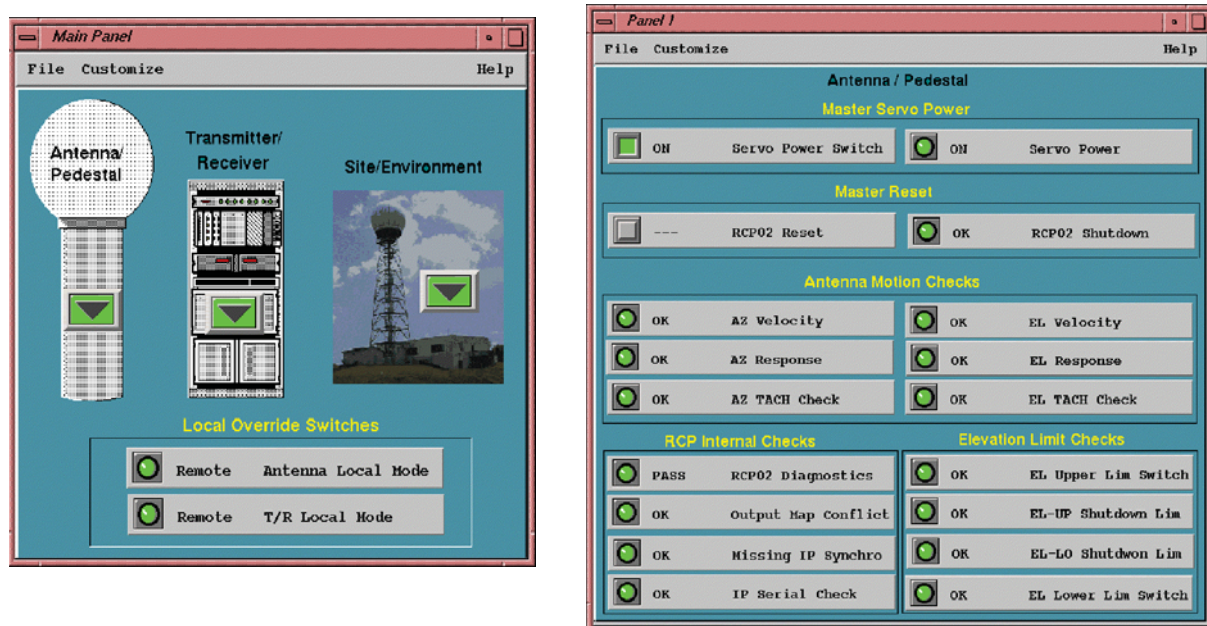 Main Panel
File Customize Help
Antenna/
Pedestal
Transmitter/
Receiver
Site/Environment
Local Override Switches
Remote Antenna Local Mode
Remote T/R Local Mode
Panel 1
File Customize Help
Antenna / Pedestal
Master Servo Power
ON Servo Power Switch
ON Servo Power
Master Reset
--- RCP02 Reset
OK RCP02 Shutdown
Antenna Motion Checks
OK AZ Velocity
OK EL Velocity
OK AZ Response
OK EL Response
OK AZ TACH Check
OK EL TACH Check
RCP Internal Checks
PASS RCP02 Diagnostics
OK Output Map Conflict
OK Missing IP Synchro
OK IP Serial Check
Elevation Limit Checks
OK EL Upper Lim Switch
OK EL-UP Shutdown Lim
OK EL-LO Shutdwon Lim
OK EL Lower Lim Switch